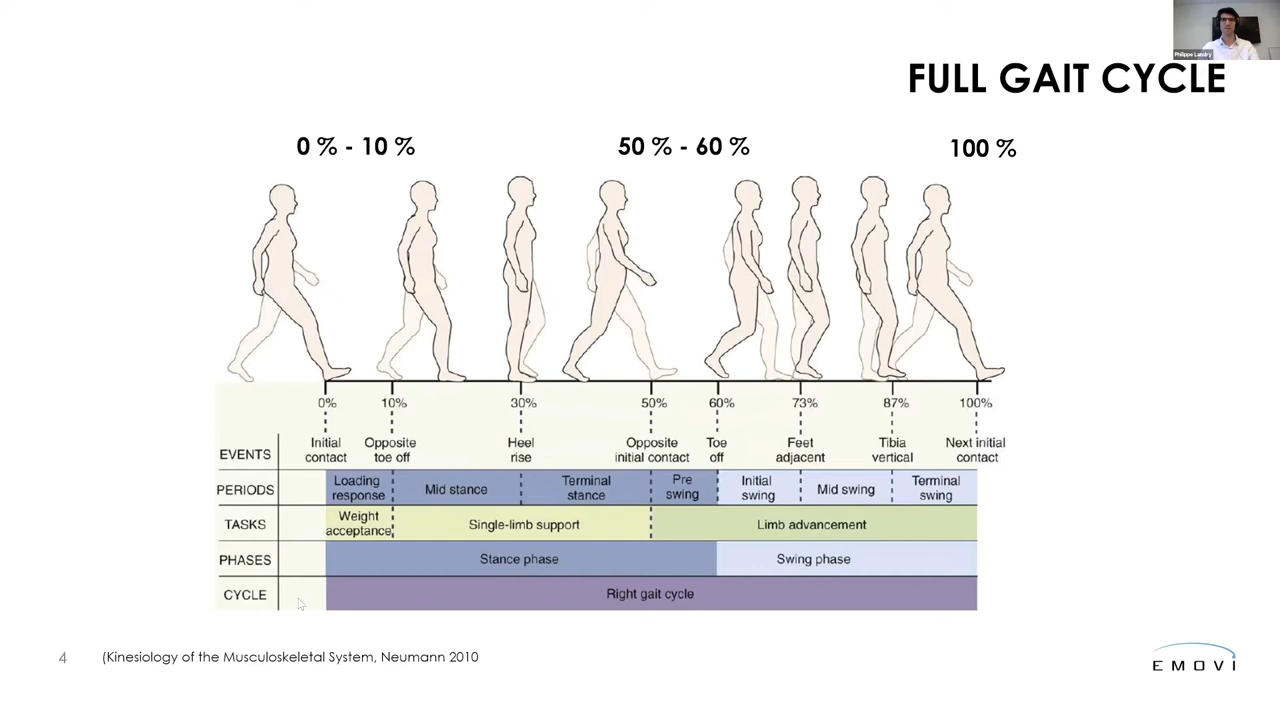 Philippe Landry
FULL GAIT CYCLE
0 % - 10 %
50 % - 60 %
100 %
0%
10%
30%
50%
60%
73%
87%
100%
EVENTS
Initial
contact
Opposite
toe off
Heel
rise
Opposite
initial contact
Toe
off
Feet
adjacent
Tibia
vertical
Next initial
contact
PERIODS
Loading
response
Mid stance
Terminal
stance
Pre
swing
Initial
swing
Mid swing
Terminal
swing
TASKS
Weight
acceptance
Single-limb support
Limb advancement
PHASES
Stance phase
Swing phase
CYCLE
Right gait cycle
4
(Kinesiology of the Musculoskeletal System, Neumann 2010
EMOVI